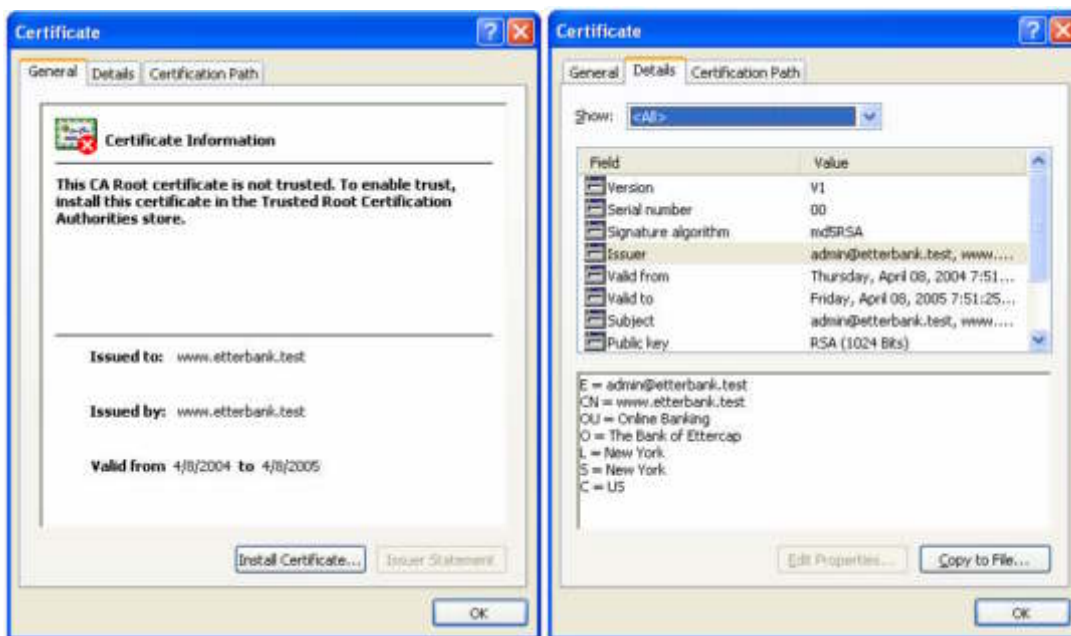 Certificate
General Details Certification Path
Certificate Information
This CA Root certificate is not trusted. To enable trust,
install this certificate in the Trusted Root Certification
Authorities store.
Issued to: www.etterbank.test
Issued by: www.etterbank.test
Valid from 4/8/2004 to 4/8/2005
Install Certificate... Issuer Statement
OK
Certificate
General Details Certification Path
Show: <All>
Field Value
Version V1
Serial number 00
Signature algorithm md5RSA
Issuer admin@etterbank.test, www....
Valid from Thursday, April 08, 2004 7:51...
Valid to Friday, April 08, 2005 7:51:25...
Subject admin@etterbank.test, www....
Public key RSA (1024 Bits)
E = admin@etterbank.test
CN = www.etterbank.test
OU = Online Banking
O = The Bank of Ettercap
L = New York
S = New York
C = US
Edit Properties... Copy to File...
OK